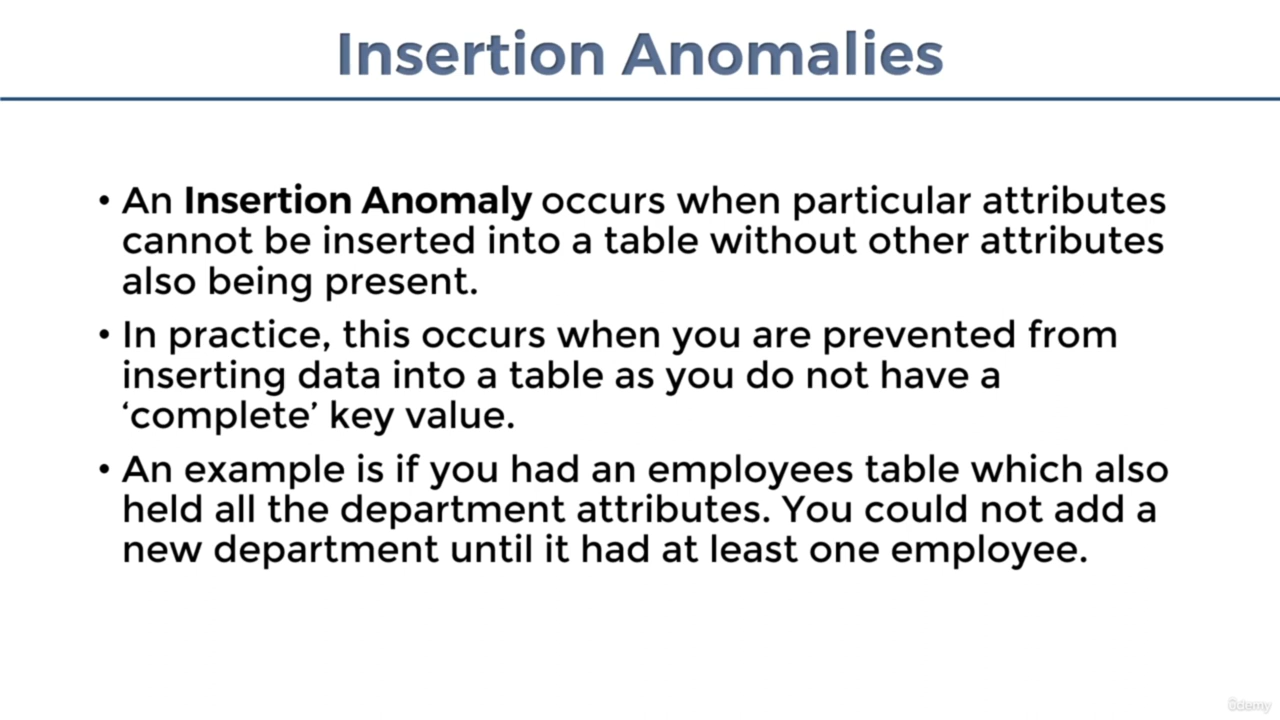 Insertion Anomalies
• An Insertion Anomaly occurs when particular attributes
cannot be inserted into a table without other attributes
also being present.
• In practice, this occurs when you are prevented from
inserting data into a table as you do not have a
‘complete’ key value.
• An example is if you had an employees table which also
held all the department attributes. You could not add a
new department until it had at least one employee.
ûdemy